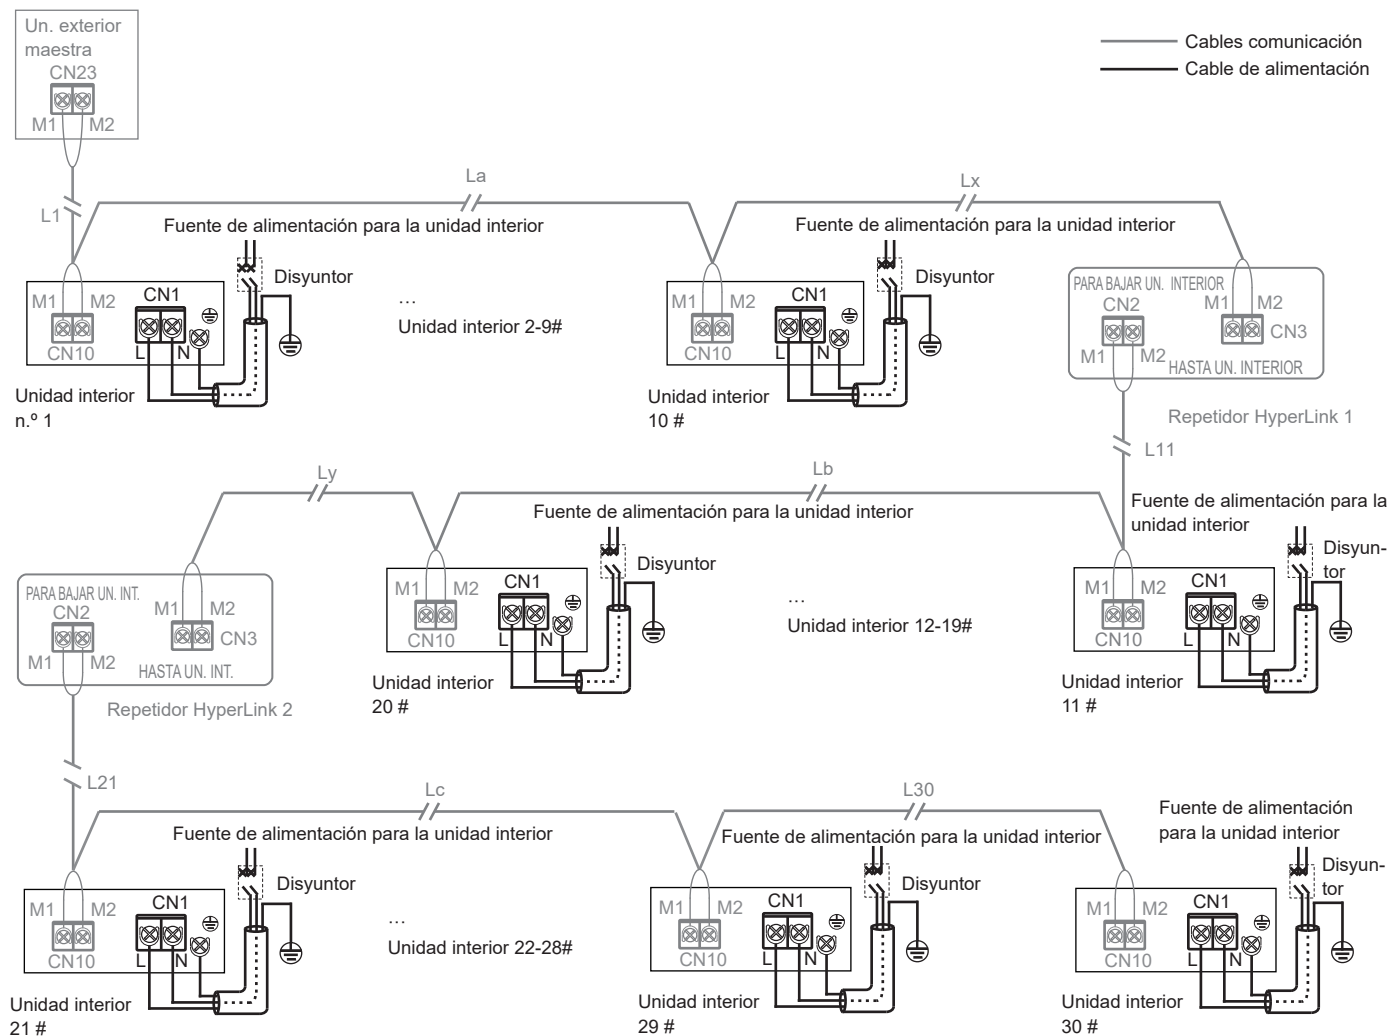 Un. exterior
maestra
CN23
M1 M2
Cables comunicación
Cable de alimentación
L1
La
Lx
Fuente de alimentación para la unidad interior
Fuente de alimentación para la unidad interior
Disyuntor
M1 M2
CN1
CN10
L N
Unidad interior
n.º 1
...
Unidad interior 2-9#
Disyuntor
M1 M2
CN1
CN10
L N
Unidad interior
10 #
PARA BAJAR UN. INTERIOR
CN2
M1 M2
CN3
M1 M2
HASTA UN. INTERIOR
Repetidor HyperLink 1
L11
Ly
Lb
Fuente de alimentación para la unidad interior
Fuente de alimentación para la
unidad interior
PARA BAJAR UN. INT.
CN2
M1 M2
CN3
M1 M2
HASTA UN. INT.
Repetidor HyperLink 2
Disyuntor
M1 M2
CN1
CN10
L N
Unidad interior
20 #
...
Unidad interior 12-19#
Disyun-
tor
M1 M2
CN1
CN10
L N
Unidad interior
11 #
L21
Lc
L30
Fuente de alimentación para la unidad interior
Fuente de alimentación para la unidad interior
Fuente de alimentación
para la unidad interior
Disyuntor
M1 M2
CN1
CN10
L N
Unidad interior
21 #
...
Unidad interior 22-28#
Disyuntor
M1 M2
CN1
CN10
L N
Unidad interior
29 #
Disyun-
tor
M1 M2
CN1
CN10
L N
Unidad interior
30 #